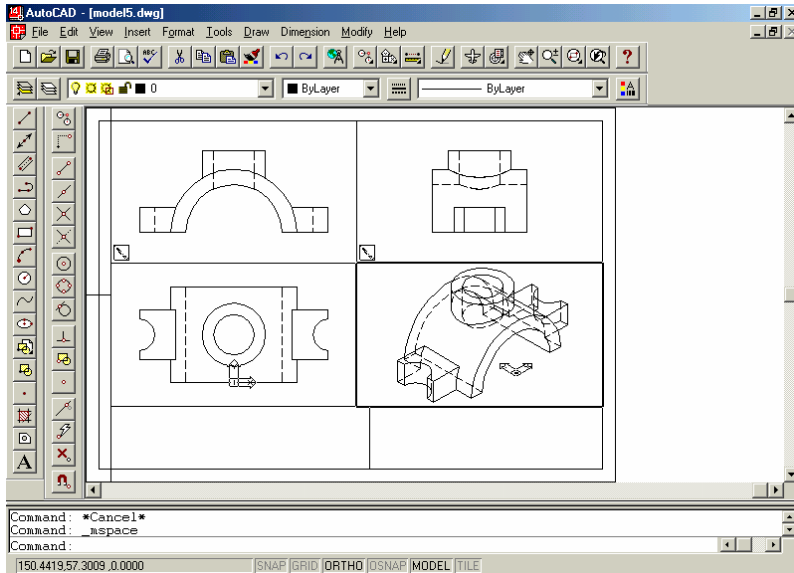 AutoCAD - [model5.dwg]
File Edit View Insert Format Tools Draw Dimension Modify Help
0 ByLayer ByLayer
Command: *Cancel*
Command: _mspace
Command:
150.4419,57.3009 ,0.0000 SNAP GRID ORTHO OSNAP MODEL TILE